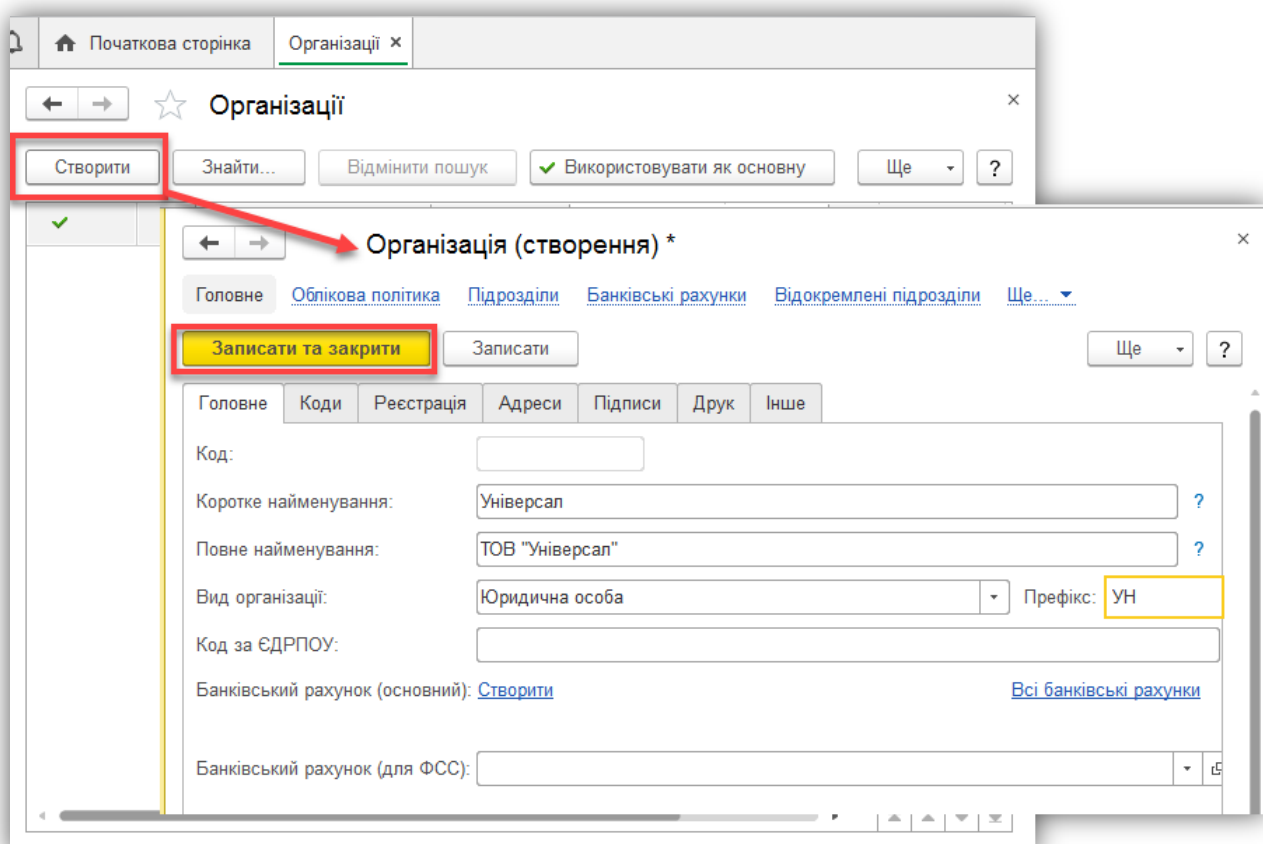 Початкова сторінка Організації ×
Організації
Створити Знайти... Відмінити пошук Використовувати як основну Ще ?
Організація (створення) *
Головне Облікова політика Підрозділи Банківські рахунки Відокремлені підрозділи Ще...
Записати та закрити Записати Ще ?
Головне Коди Реєстрація Адреси Підписи Друк Інше
Код:
Коротке найменування: Універсал ?
Повне найменування: ТОВ "Універсал" ?
Вид організації: Юридична особа Префікс: УН
Код за ЄДРПОУ:
Банківський рахунок (основний): Створити Всі банківські рахунки
Банківський рахунок (для ФСС):